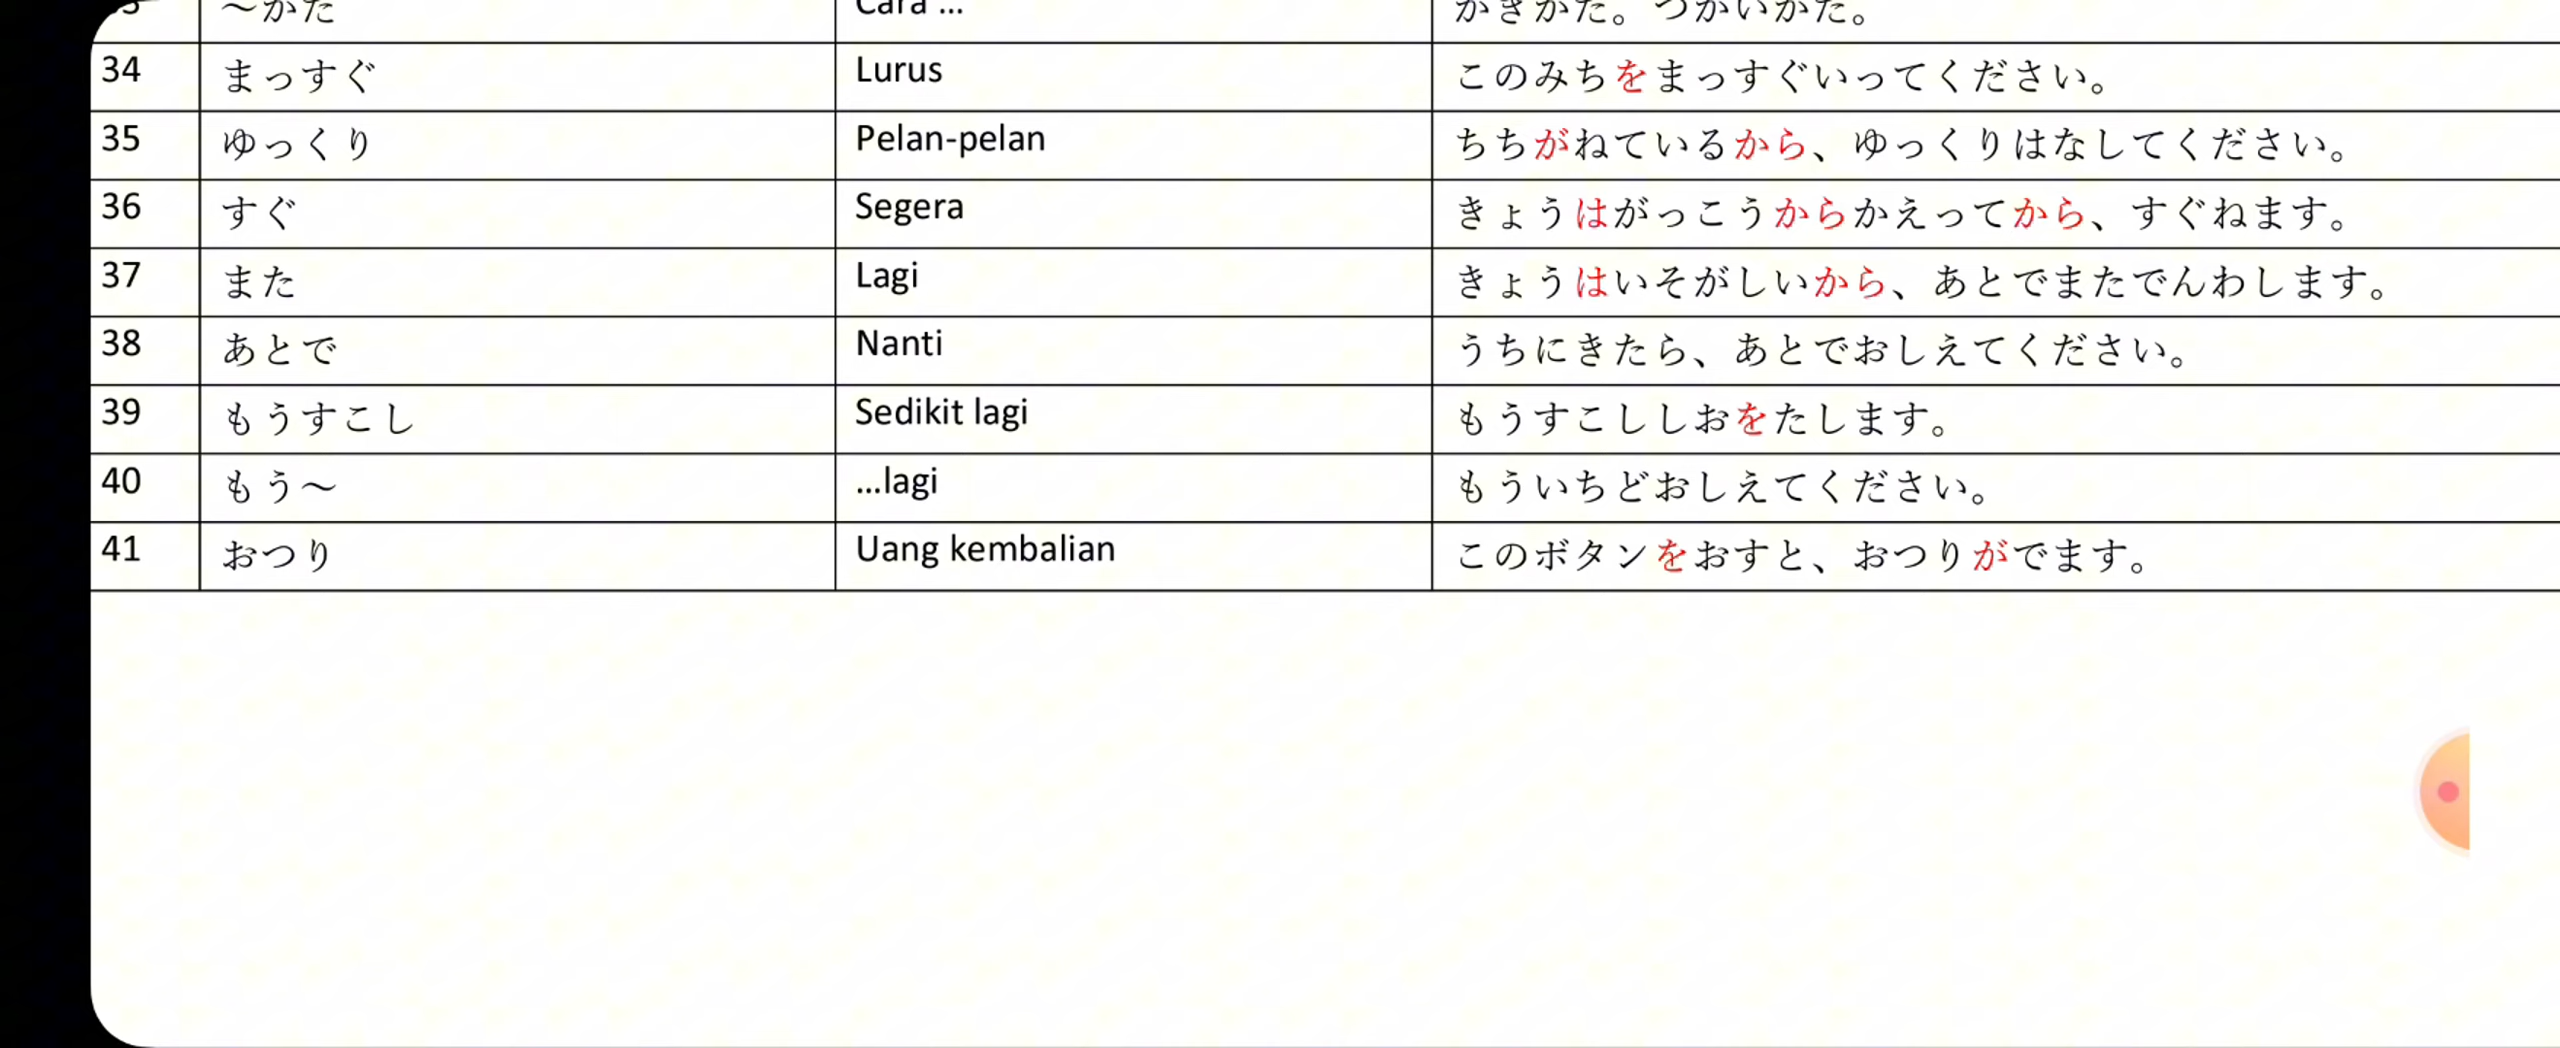 33 ～かた Cara ... かきかた。つかいかた。
34 まっすぐ Lurus このみちをまっすぐいってください。
35 ゆっくり Pelan-pelan ちちがねているから、ゆっくりはなしてください。
36 すぐ Segera きょうはがっこうからかえってから、すぐねます。
37 また Lagi きょうはいそがしいから、あとでまたでんわします。
38 あとで Nanti うちにきたら、あとでおしえてください。
39 もうすこし Sedikit lagi もうすこししおをたします。
40 もう～ ...lagi もういちどおしえてください。
41 おつり Uang kembalian このボタンをおすと、おつりがでます。